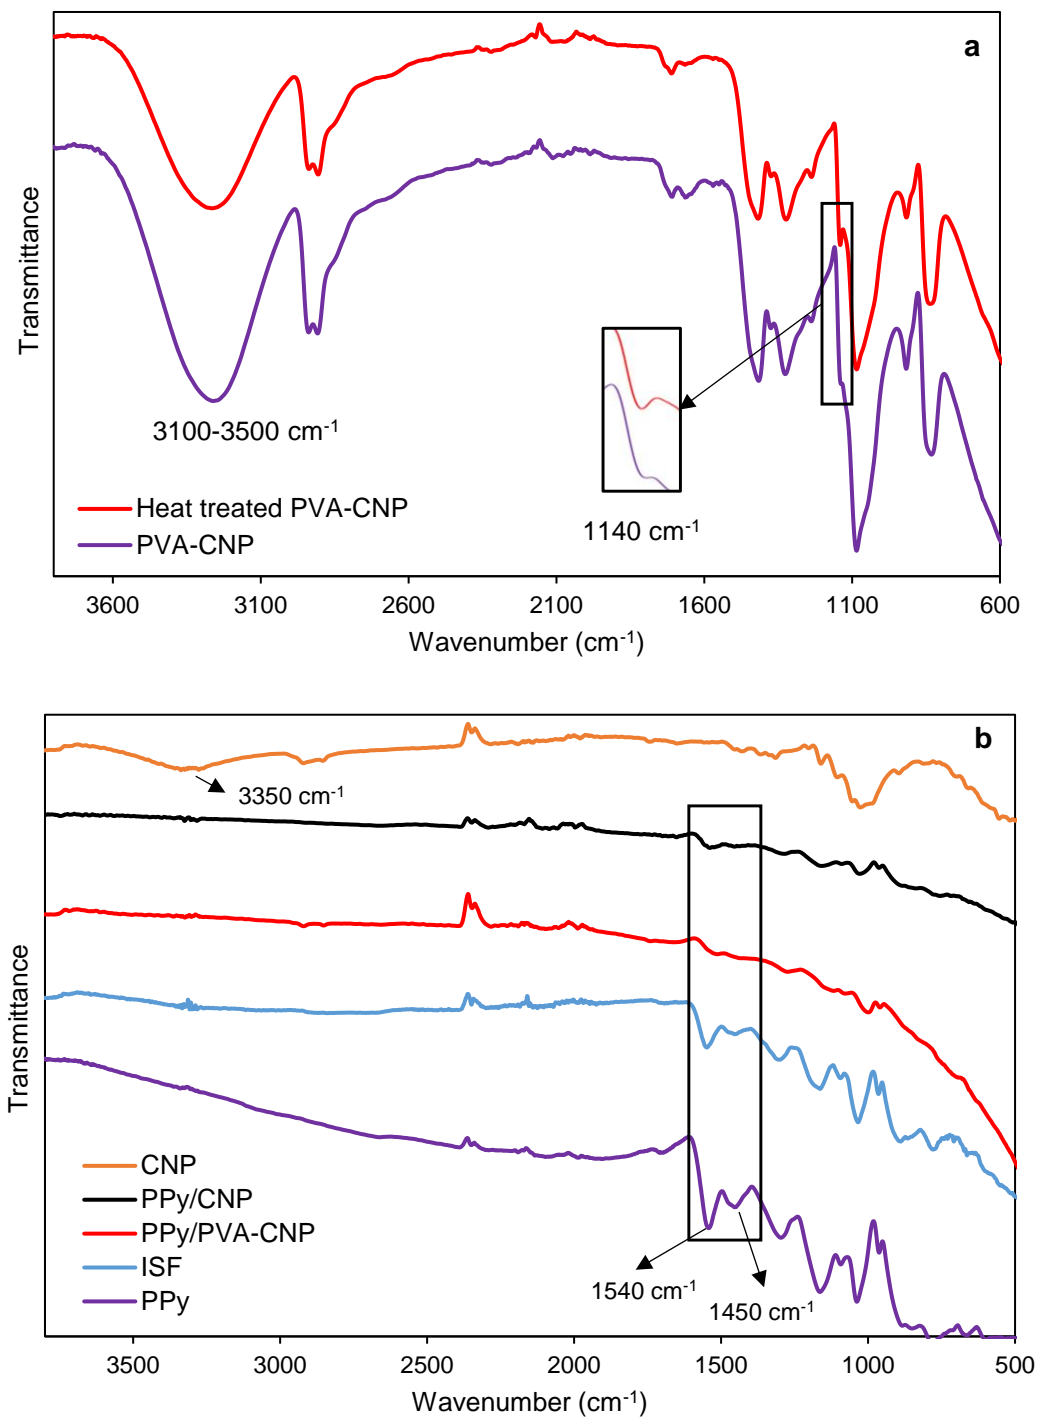 a
Transmittance
3100-3500 cm⁻¹
1140 cm⁻¹
Heat treated PVA-CNP
PVA-CNP
3600 3100 2600 2100 1600 1100 600
Wavenumber (cm⁻¹)
b
3350 cm⁻¹
Transmittance
CNP
PPy/CNP
PPy/PVA-CNP
ISF
PPy
1540 cm⁻¹
1450 cm⁻¹
3500 3000 2500 2000 1500 1000 500
Wavenumber (cm⁻¹)